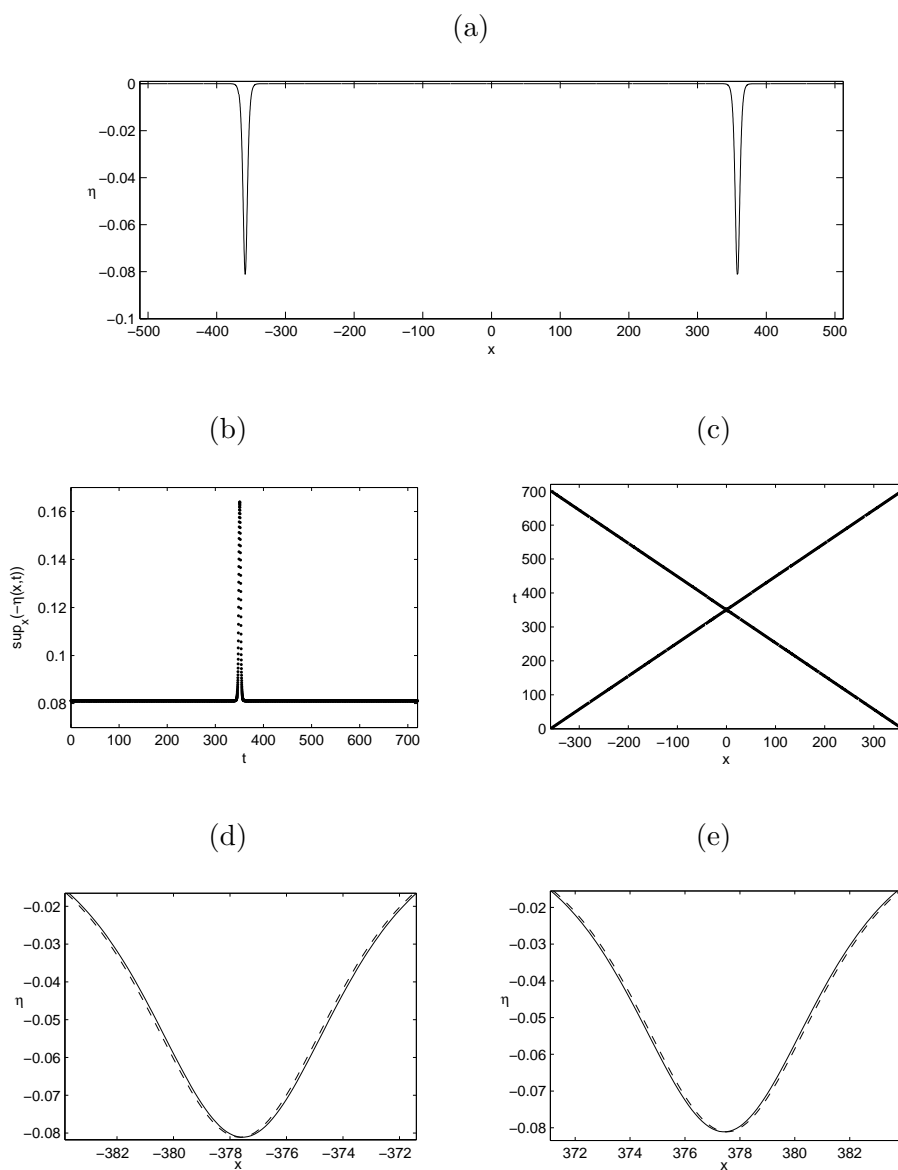 (a)
0
−0.02
−0.04
η
−0.06
−0.08
−0.1
−500 −400 −300 −200 −100 0 100 200 300 400 500
x
(b)
(c)
0.16
0.14
0.12
0.1
0.08
sup_x(−η(x,t))
0 100 200 300 400 500 600 700
t
700
600
500
t
400
300
200
100
0
−300 −200 −100 0 100 200 300
x
(d)
(e)
−0.02
−0.03
−0.04
η
−0.05
−0.06
−0.07
−0.08
−382 −380 −378 −376 −374 −372
x
−0.02
−0.03
−0.04
η
−0.05
−0.06
−0.07
−0.08
372 374 376 378 380 382
x